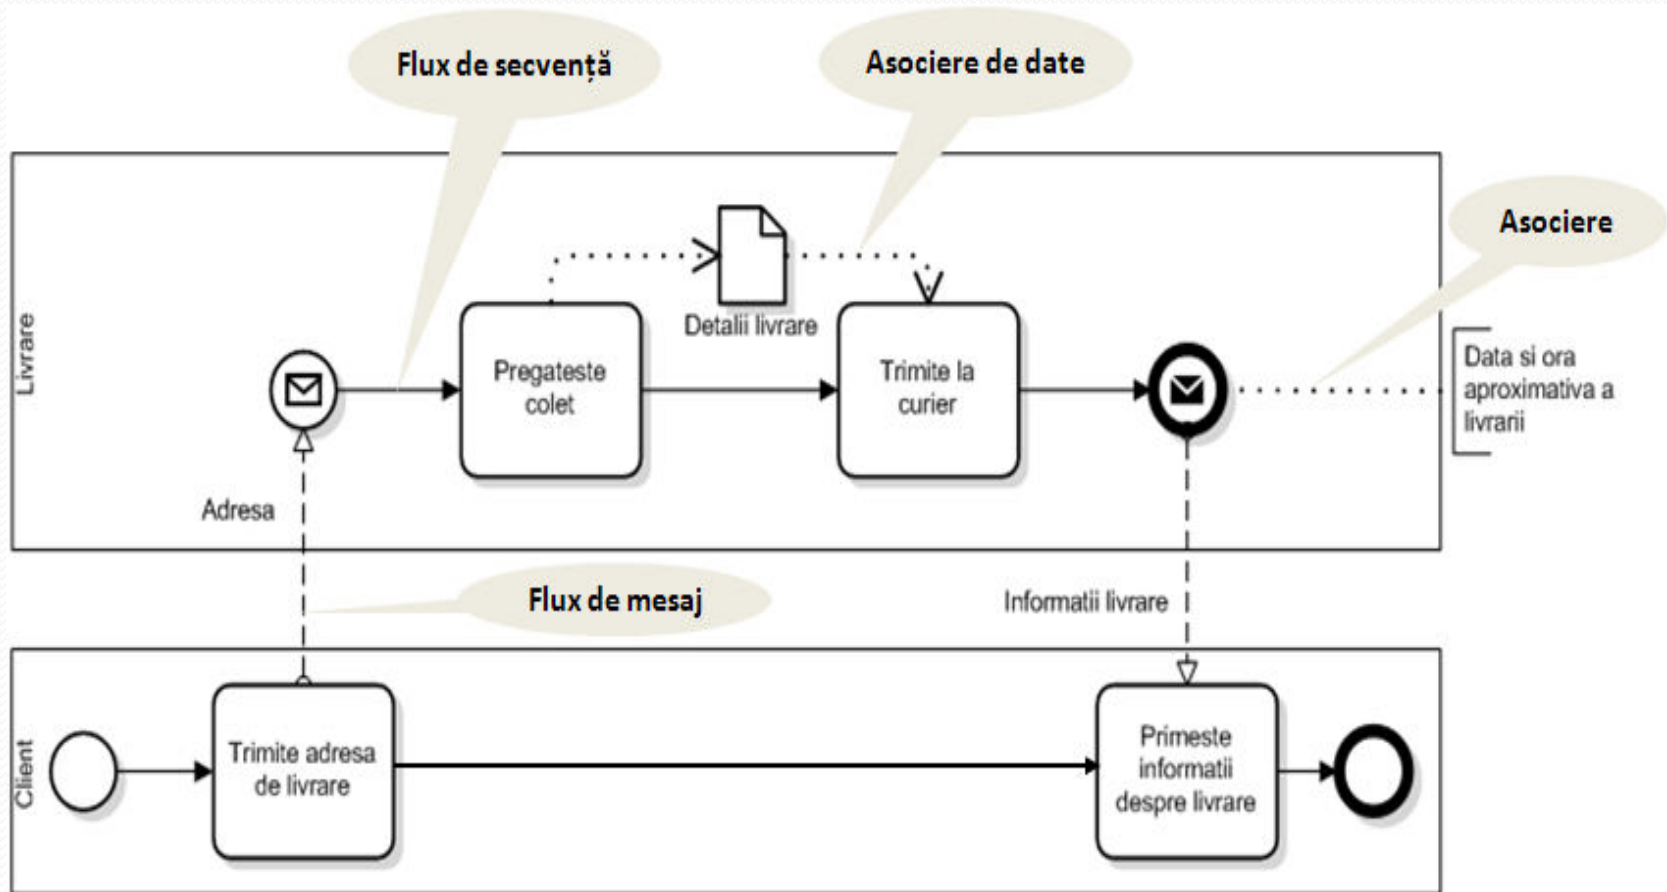 Flux de secvență
Asociere de date
Asociere
Livrare
Detalii livrare
Pregateste
colet
Trimite la
curier
Data si ora
aproximativa a
livrarii
Adresa
Flux de mesaj
Informatii livrare
Client
Trimite adresa
de livrare
Primeste
informatii
despre livrare